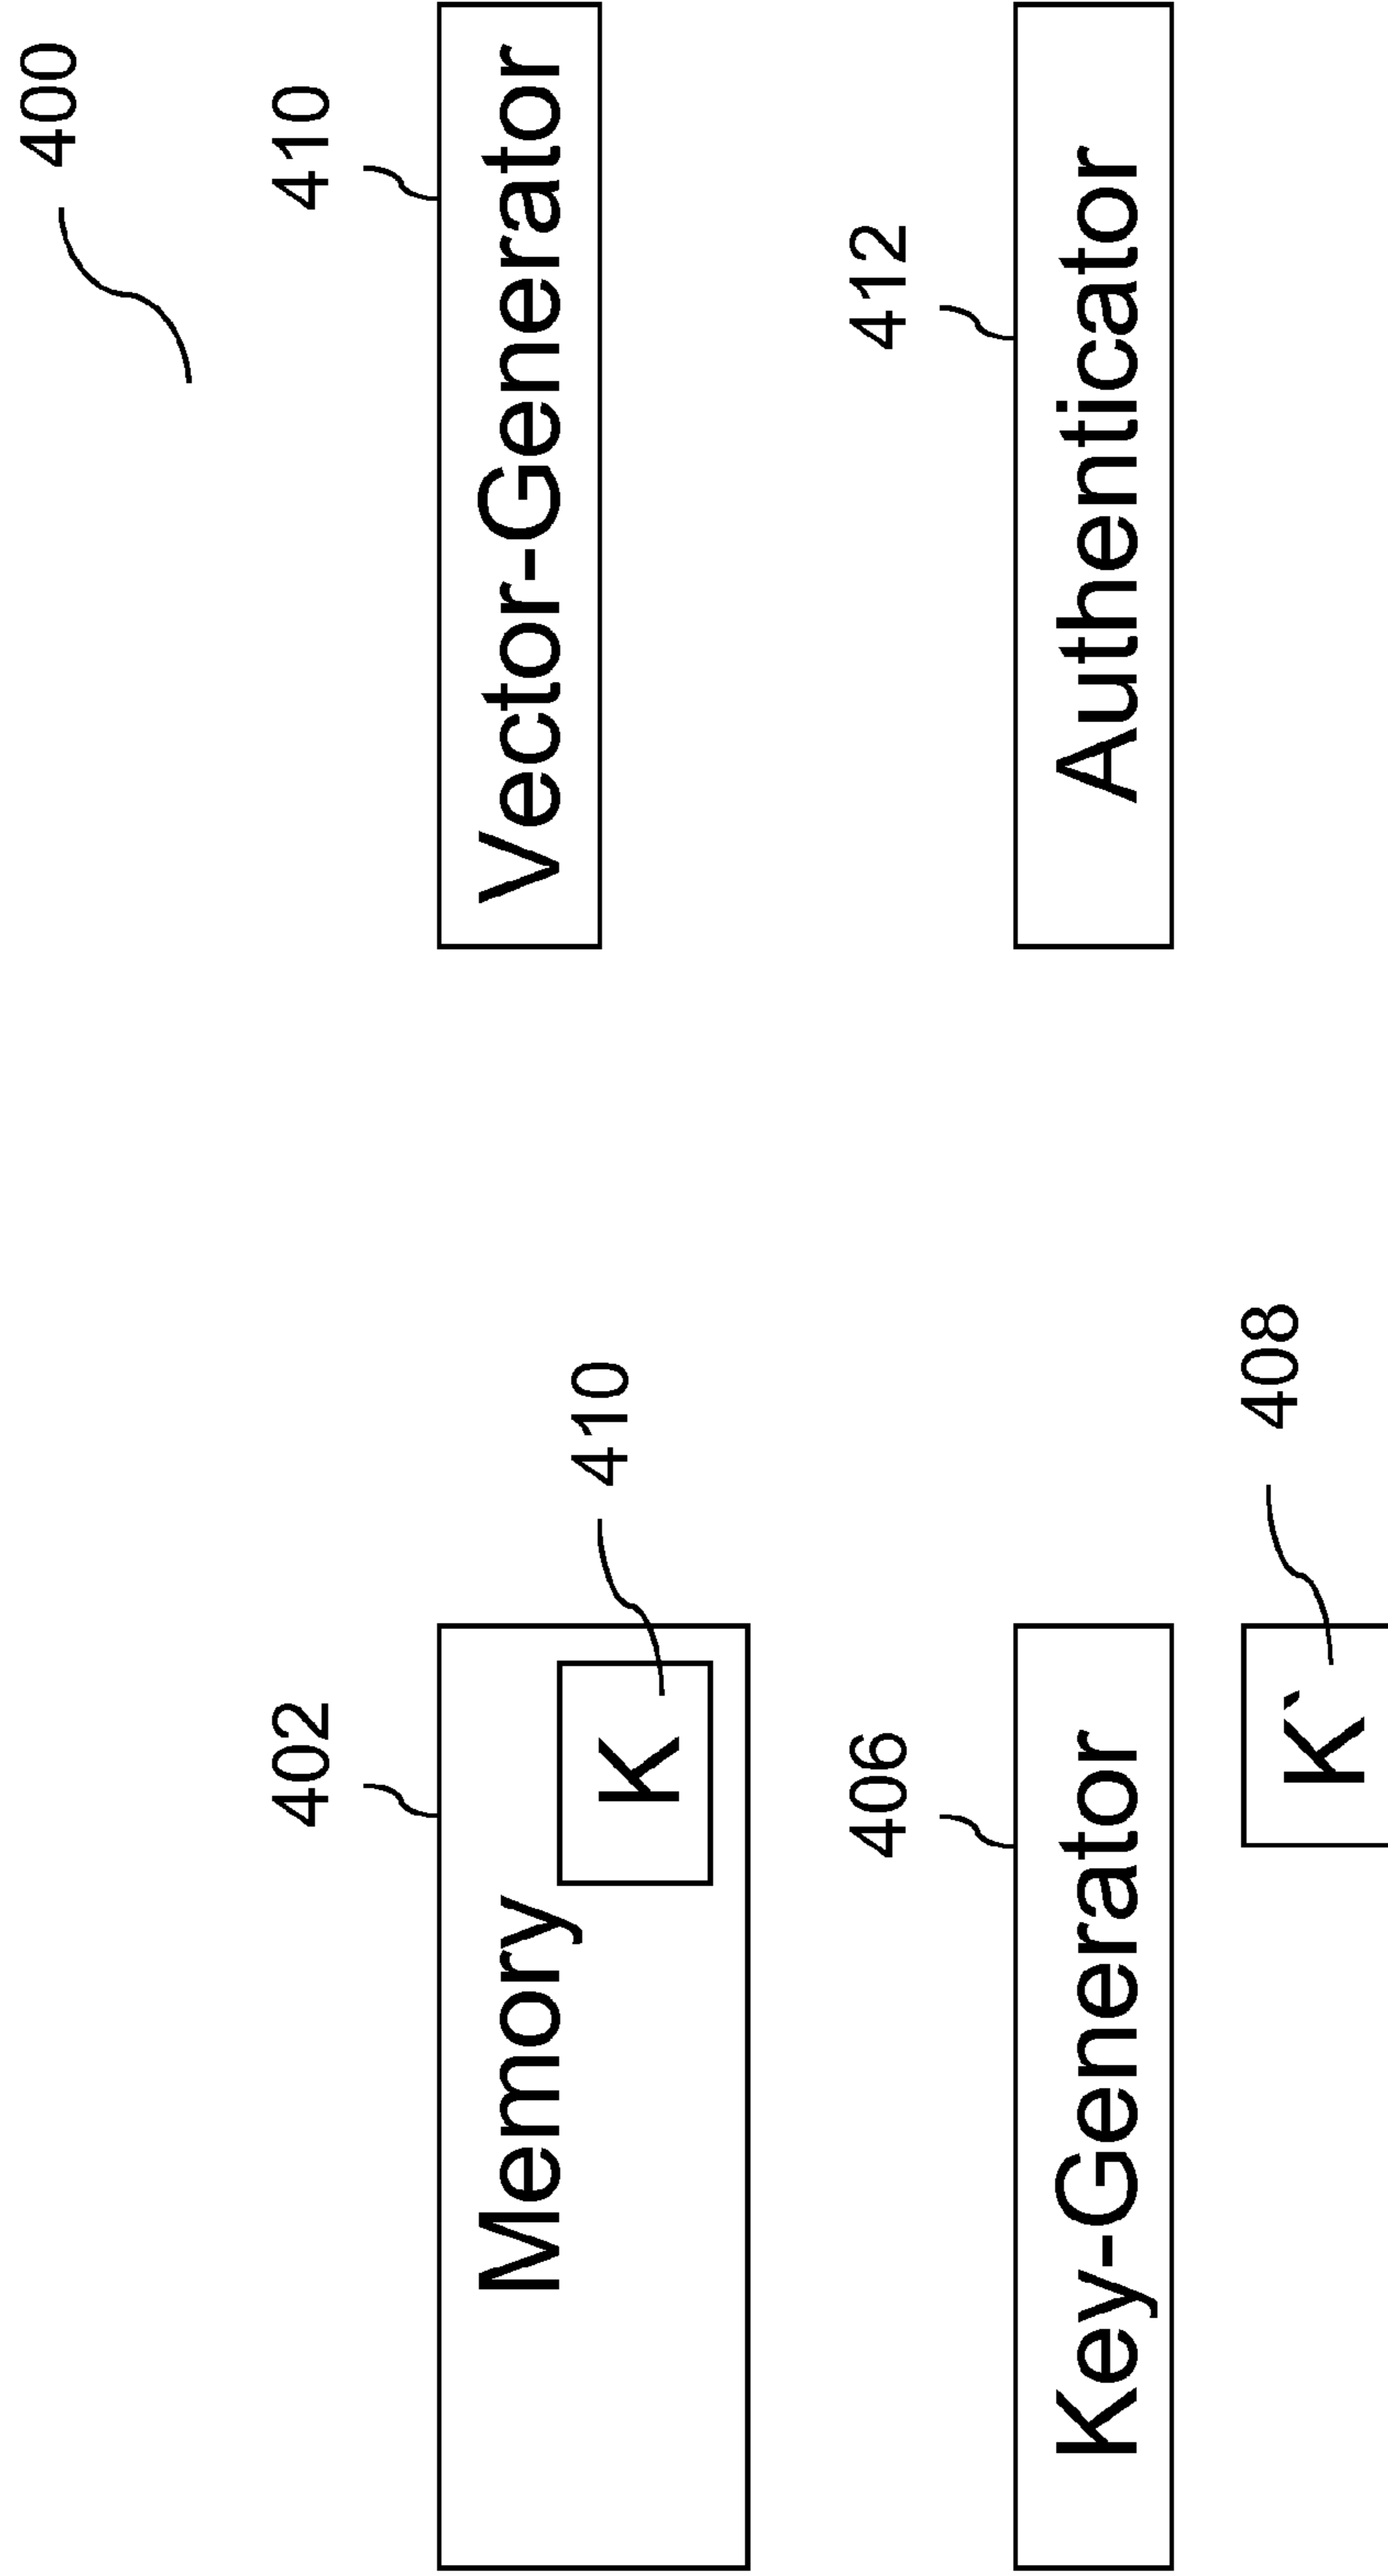 400
402
410
Memory
410
K
Vector-Generator
406
412
Key-Generator
Authenticator
408
K`